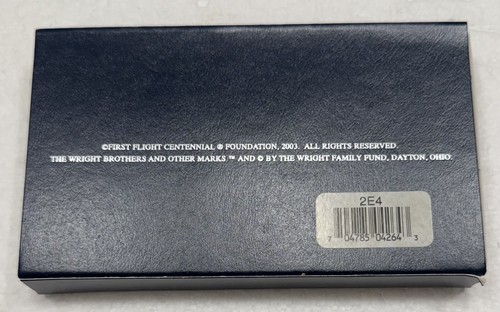 ©FIRST FLIGHT CENTENNIAL ® FOUNDATION, 2003. ALL RIGHTS RESERVED.
THE WRIGHT BROTHERS AND OTHER MARKS ™ AND © BY THE WRIGHT FAMILY FUND, DAYTON, OHIO.
2E4
7 04785 04264 3